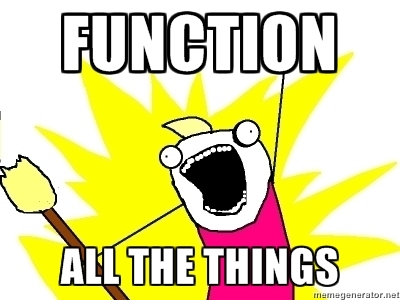 FUNCTION
ALL THE THINGS
memegenerator.net